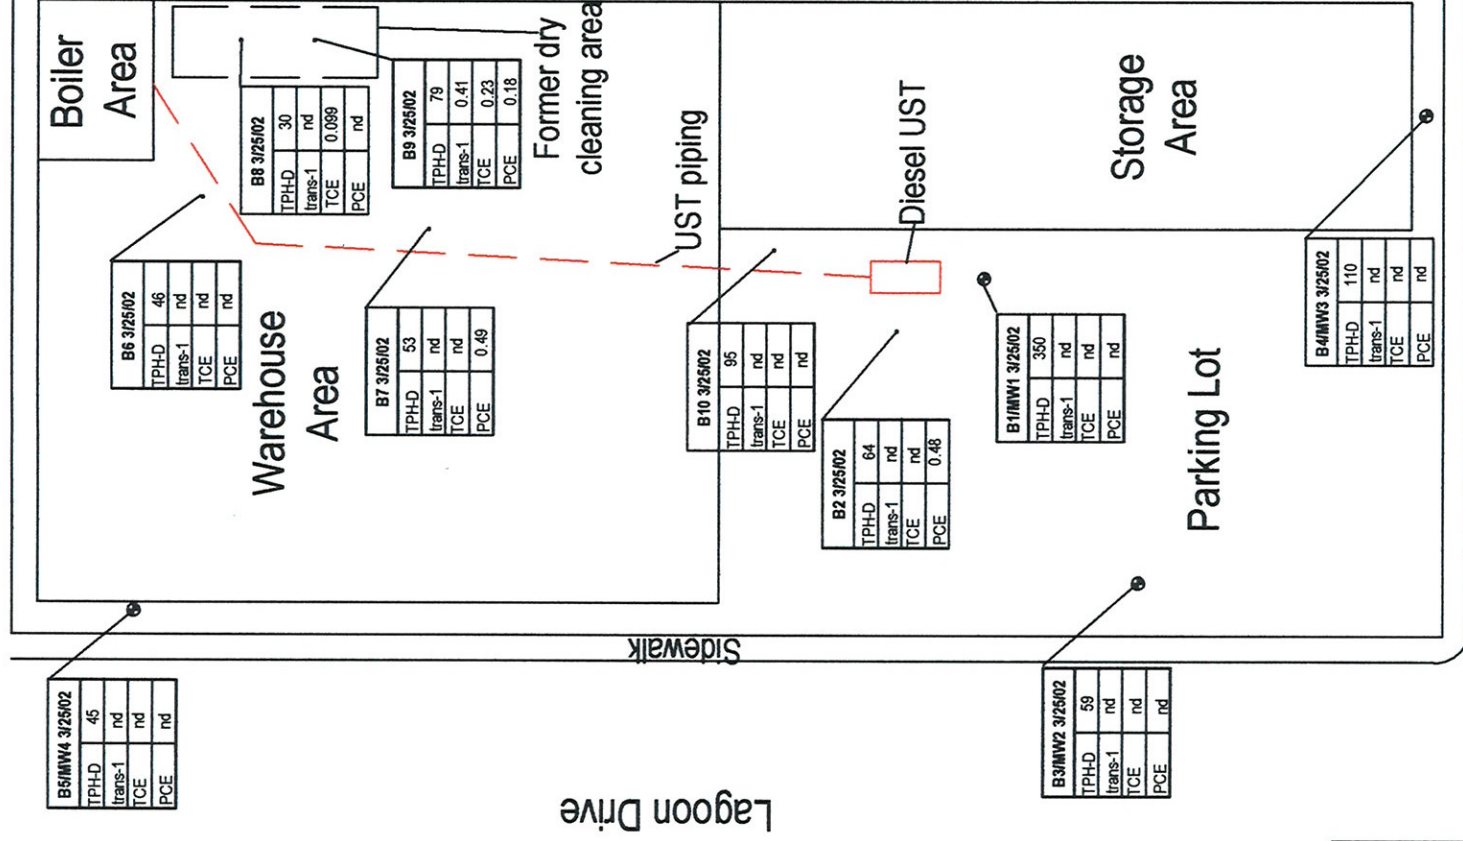 Boiler
Area
Former dry
cleaning area
B8 3/25/02
TPH-D 30
trans-1 nd
TCE 0.099
PCE nd
B9 3/25/02
TPH-D 79
trans-1 0.41
TCE 0.23
PCE 0.18
B6 3/25/02
TPH-D 46
trans-1 nd
TCE nd
PCE nd
Warehouse
Area
B7 3/25/02
TPH-D 53
trans-1 nd
TCE nd
PCE 0.49
UST piping
Diesel UST
Storage
Area
B10 3/25/02
TPH-D 95
trans-1 nd
TCE nd
PCE nd
B2 3/25/02
TPH-D 64
trans-1 nd
TCE nd
PCE 0.48
B1/MW1 3/25/02
TPH-D 350
trans-1 nd
TCE nd
PCE nd
B4/MW3 3/25/02
TPH-D 110
trans-1 nd
TCE nd
PCE nd
Parking Lot
Sidewalk
B5/MW4 3/25/02
TPH-D 45
trans-1 nd
TCE nd
PCE nd
B3/MW2 3/25/02
TPH-D 59
trans-1 nd
TCE nd
PCE nd
Lagoon Drive